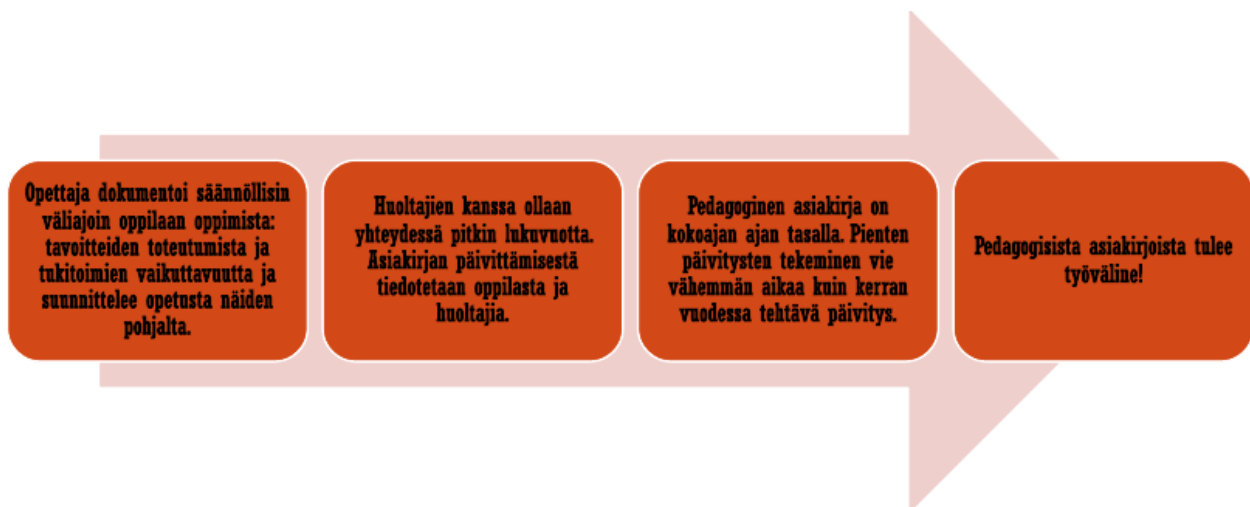 Opettaja dokumentoi säännöllisin
väliajoin oppilaan oppimista:
tavoitteiden toteutumista ja
tukitoimien vaikuttavuutta ja
suunnittelee opetusta näiden
pohjalta.
Huoltajien kanssa ollaan
yhteydessä pitkin lukuvuotta.
Asiakirjan päivittämisestä
tiedotetaan oppilasta ja
huoltajia.
Pedagoginen asiakirja on
kokoajan ajan tasalla. Pienten
päivitysten tekeminen vie
vähemmän aikaa kuin kerran
vuodessa tehtävä päivitys.
Pedagogisista asiakirjoista tulee
työväline!